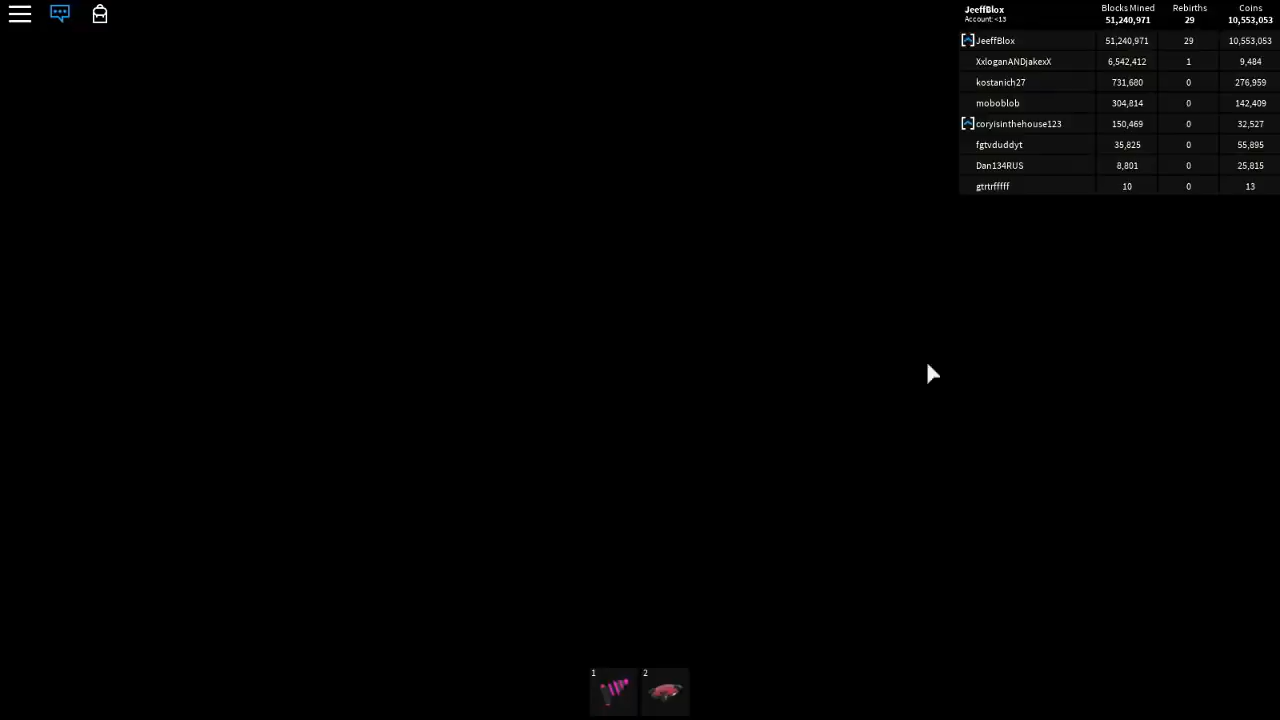 JeeffBlox Blocks Mined Rebirths Coins
Account: <13 51,240,971 29 10,553,053
JeeffBlox 51,240,971 29 10,553,053
XxloganANDjakexX 6,542,412 1 9,484
kostanich27 731,680 0 276,959
moboblob 304,814 0 142,409
coryisinthehouse123 150,469 0 32,527
fgtvduddyt 35,825 0 55,895
Dan134RUS 8,801 0 25,815
gtrtrfffff 10 0 13
1 2